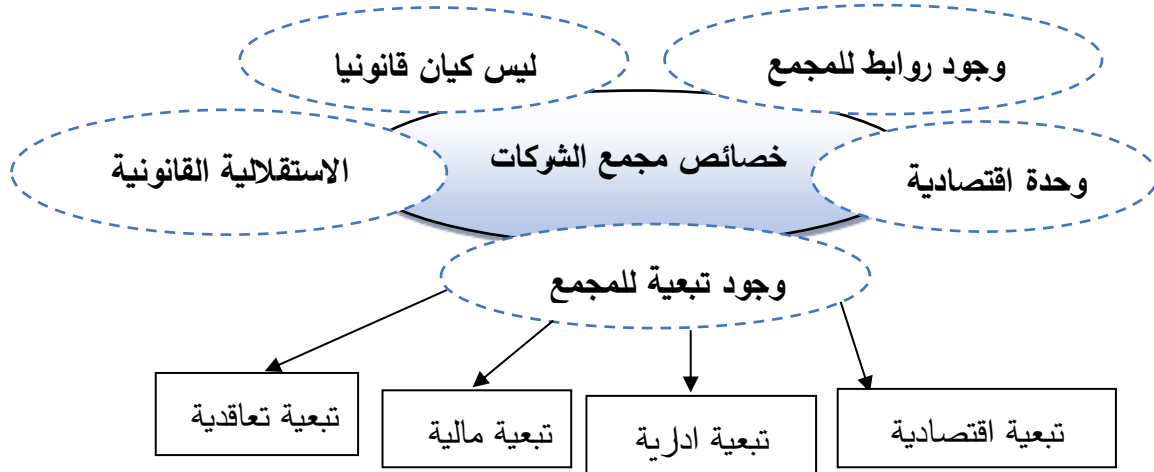 وجود روابط للمجمع
ليس كيان قانونيا
خصائص مجمع الشركات
وحدة اقتصادية
الاستقلالية القانونية
وجود تبعية للمجمع
تبعية اقتصادية
تبعية ادارية
تبعية مالية
تبعية تعاقدية